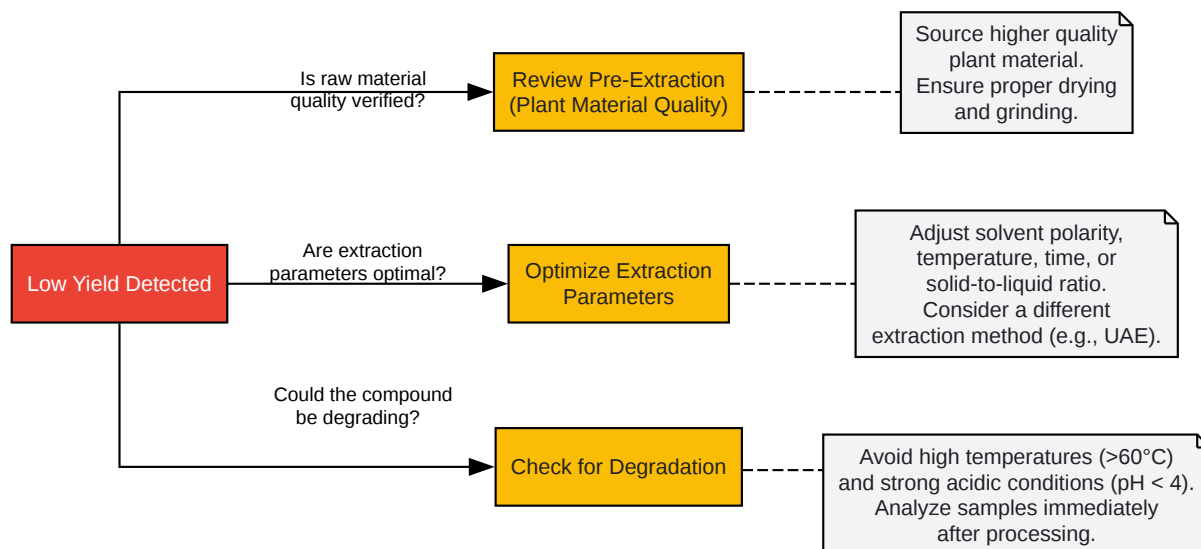 Is raw material
quality verified?
Review Pre-Extraction
(Plant Material Quality)
Source higher quality
plant material.
Ensure proper drying
and grinding.
Low Yield Detected
Are extraction
parameters optimal?
Optimize Extraction
Parameters
Adjust solvent polarity,
temperature, time, or
solid-to-liquid ratio.
Consider a different
extraction method (e.g., UAE).
Could the compound
be degrading?
Check for Degradation
Avoid high temperatures (>60°C)
and strong acidic conditions (pH < 4).
Analyze samples immediately
after processing.